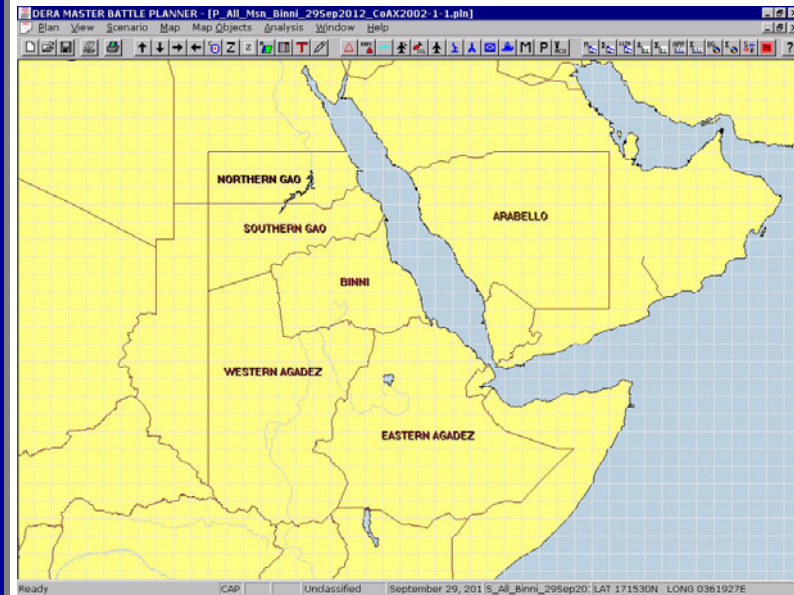 DERA MASTER BATTLE PLANNER - [P_All_Msn_Binni_29Sep2012_CoAX2002-1-1.pln]
Plan View Scenario Map Map Objects Analysis Window Help
Z Z T M P ?
NORTHERN GAO
SOUTHERN GAO
ARABELLO
BINNI
WESTERN AGADEZ
EASTERN AGADEZ
Ready CAP Unclassified September 29, 201 S_All_Binni_29Sep20: LAT 171530N LONG 0361927E